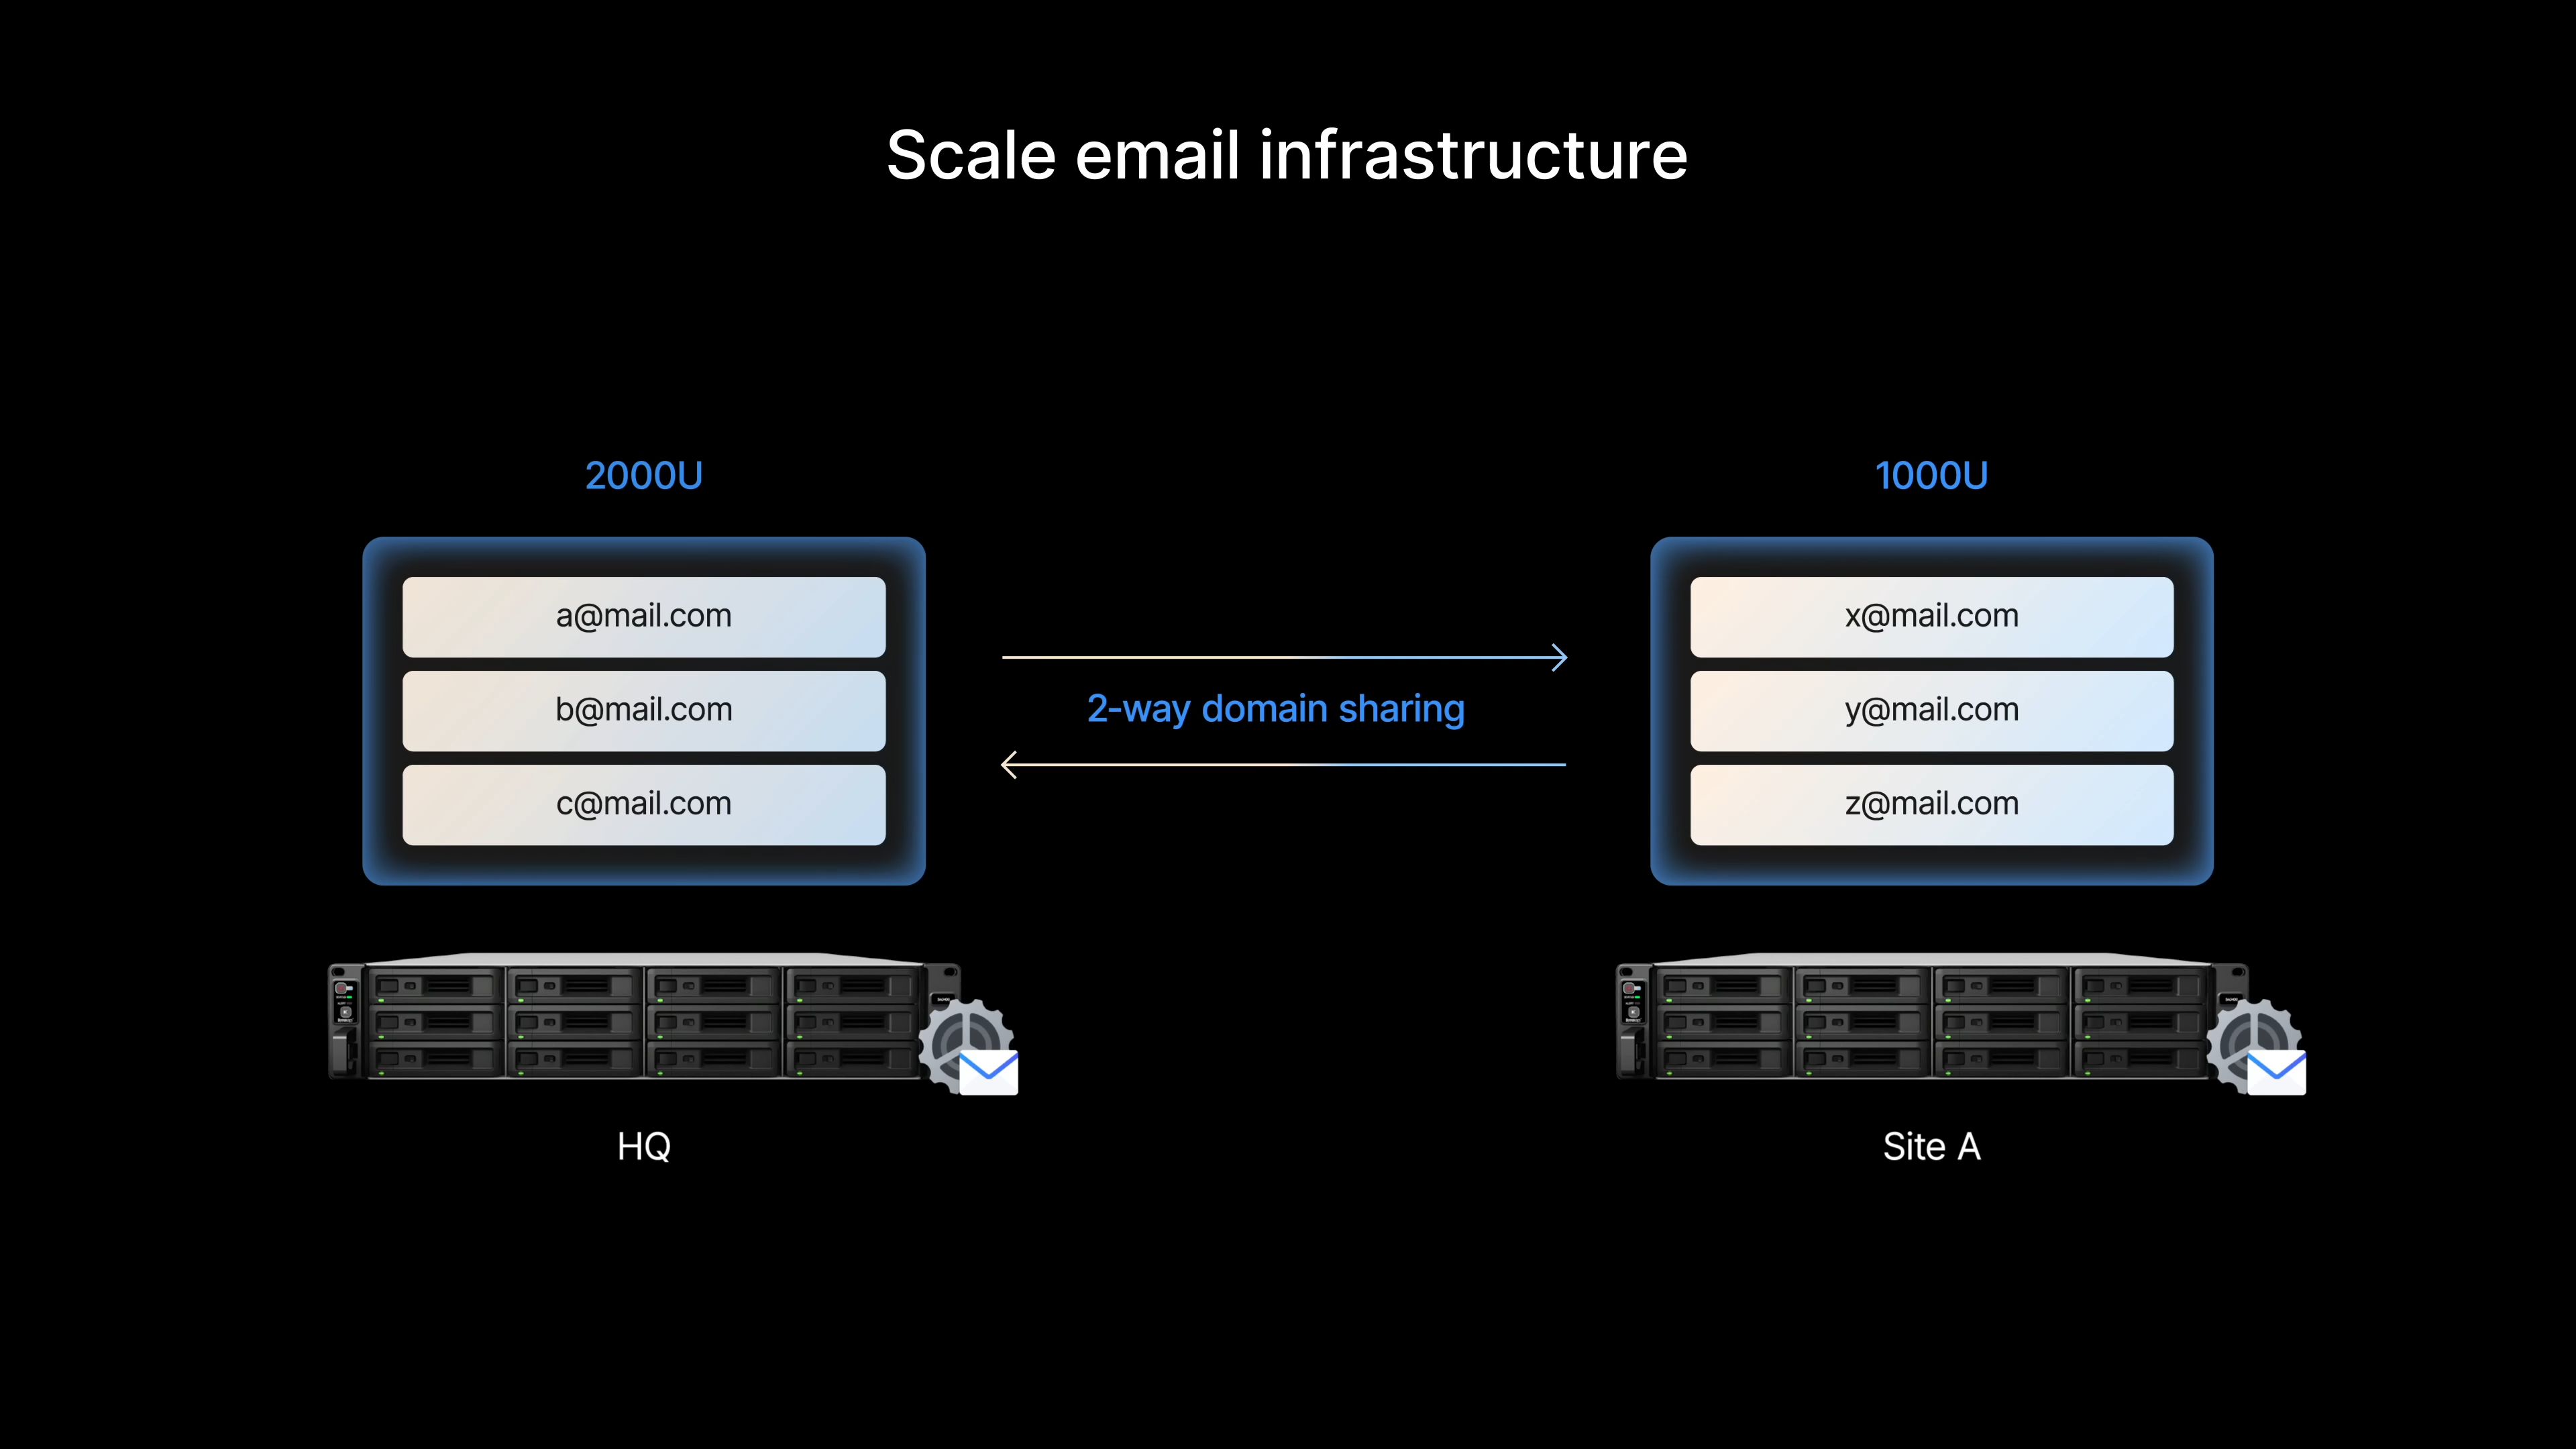 Scale email infrastructure
2000U
a@mail.com
b@mail.com
c@mail.com
HQ
2-way domain sharing
1000U
x@mail.com
y@mail.com
z@mail.com
Site A